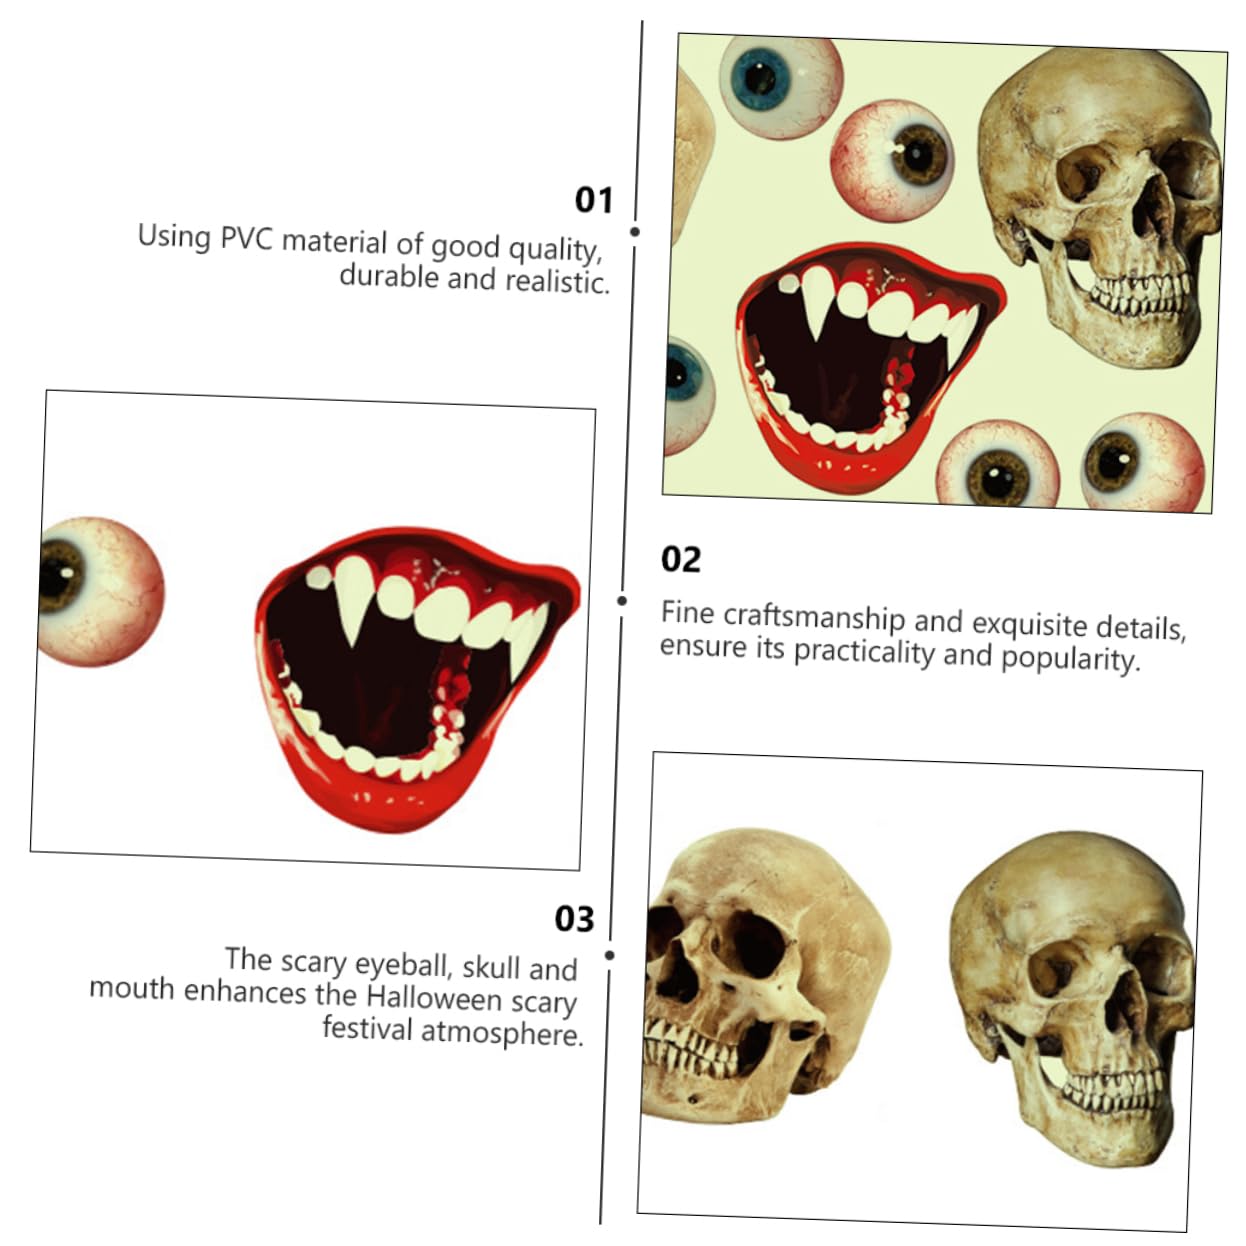 01
Using PVC material of good quality,
durable and realistic.
02
Fine craftsmanship and exquisite details,
ensure its practicality and popularity.
03
The scary eyeball, skull and
mouth enhances the Halloween scary
festival atmosphere.